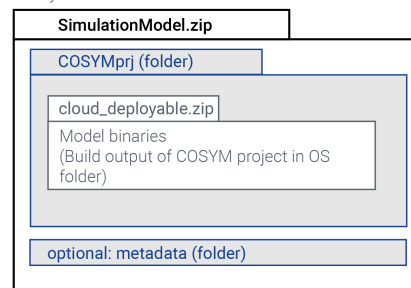 SimulationModel.zip
COSYMprj (folder)
cloud_deployable.zip
Model binaries
(Build output of COSYM project in OS
folder)
optional: metadata (folder)